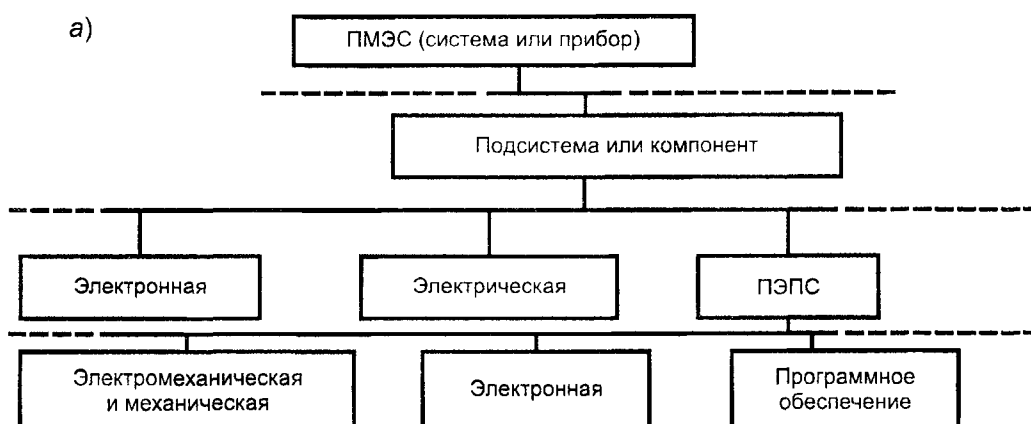 а)
ПМЭС (система или прибор)
Подсистема или компонент
Электронная
Электрическая
ПЭПС
Электромеханическая
и механическая
Электронная
Программное
обеспечение